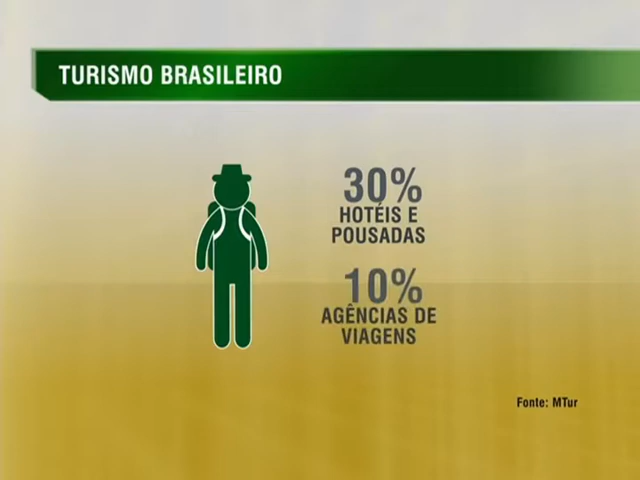 TURISMO BRASILEIRO
30%
HOTÉIS E
POUSADAS
10%
AGÊNCIAS DE
VIAGENS
Fonte: MTur